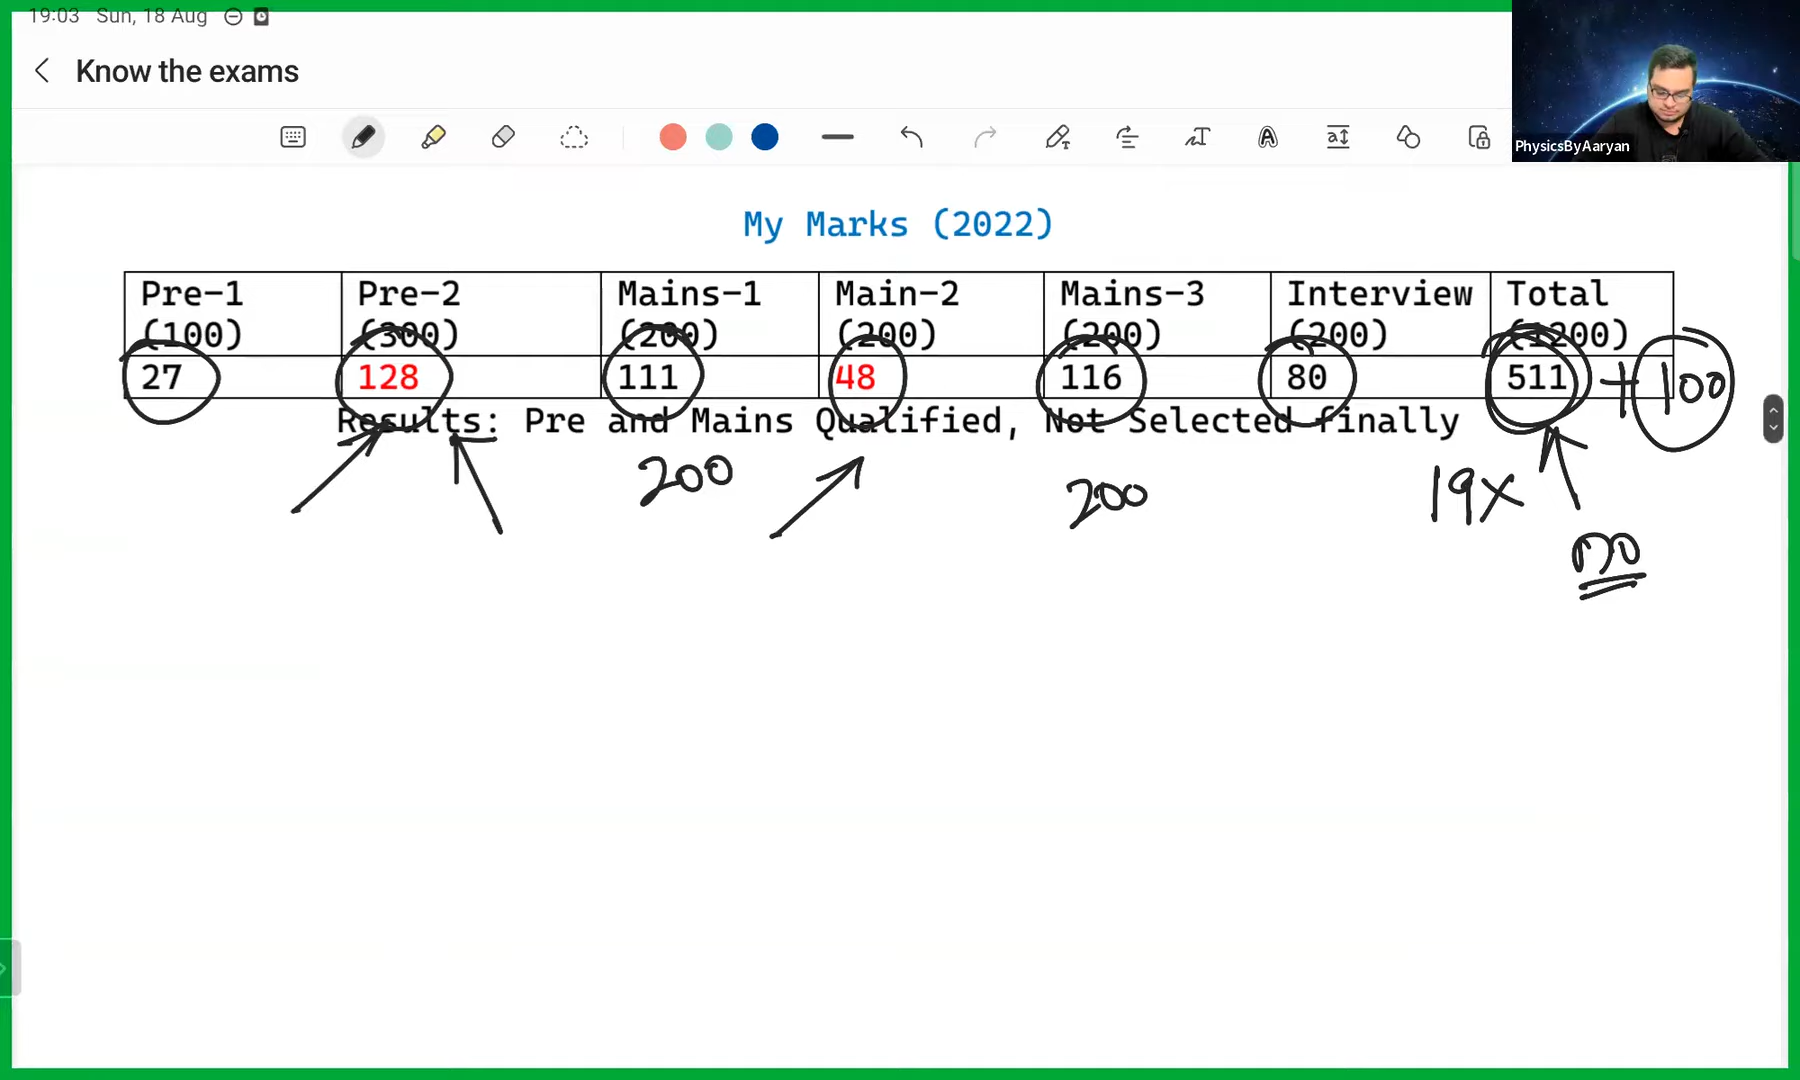 19:03 Sun, 18 Aug
Know the exams
PhysicsByAaryan
My Marks (2022)
Pre-1 (100) Pre-2 (300) Mains-1 (200) Main-2 (200) Mains-3 (200) Interview (200) Total (1200)
27 128 111 48 116 80 511 + 100
Results: Pre and Mains Qualified, Not Selected finally
200 200 19X